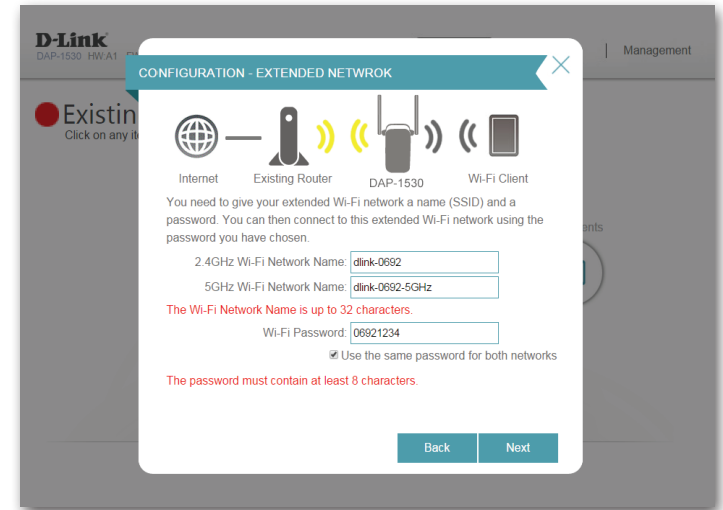 D-Link
DAP-1530 HW:A1
Management
CONFIGURATION - EXTENDED NETWROK
Existin
Click on any ite
Internet
Existing Router
DAP-1530
Wi-Fi Client
You need to give your extended Wi-Fi network a name (SSID) and a
password. You can then connect to this extended Wi-Fi network using the
password you have chosen.
ents
2.4GHz Wi-Fi Network Name: dlink-0692
5GHz Wi-Fi Network Name: dlink-0692-5GHz
The Wi-Fi Network Name is up to 32 characters.
Wi-Fi Password: 06921234
Use the same password for both networks
The password must contain at least 8 characters.
Back
Next